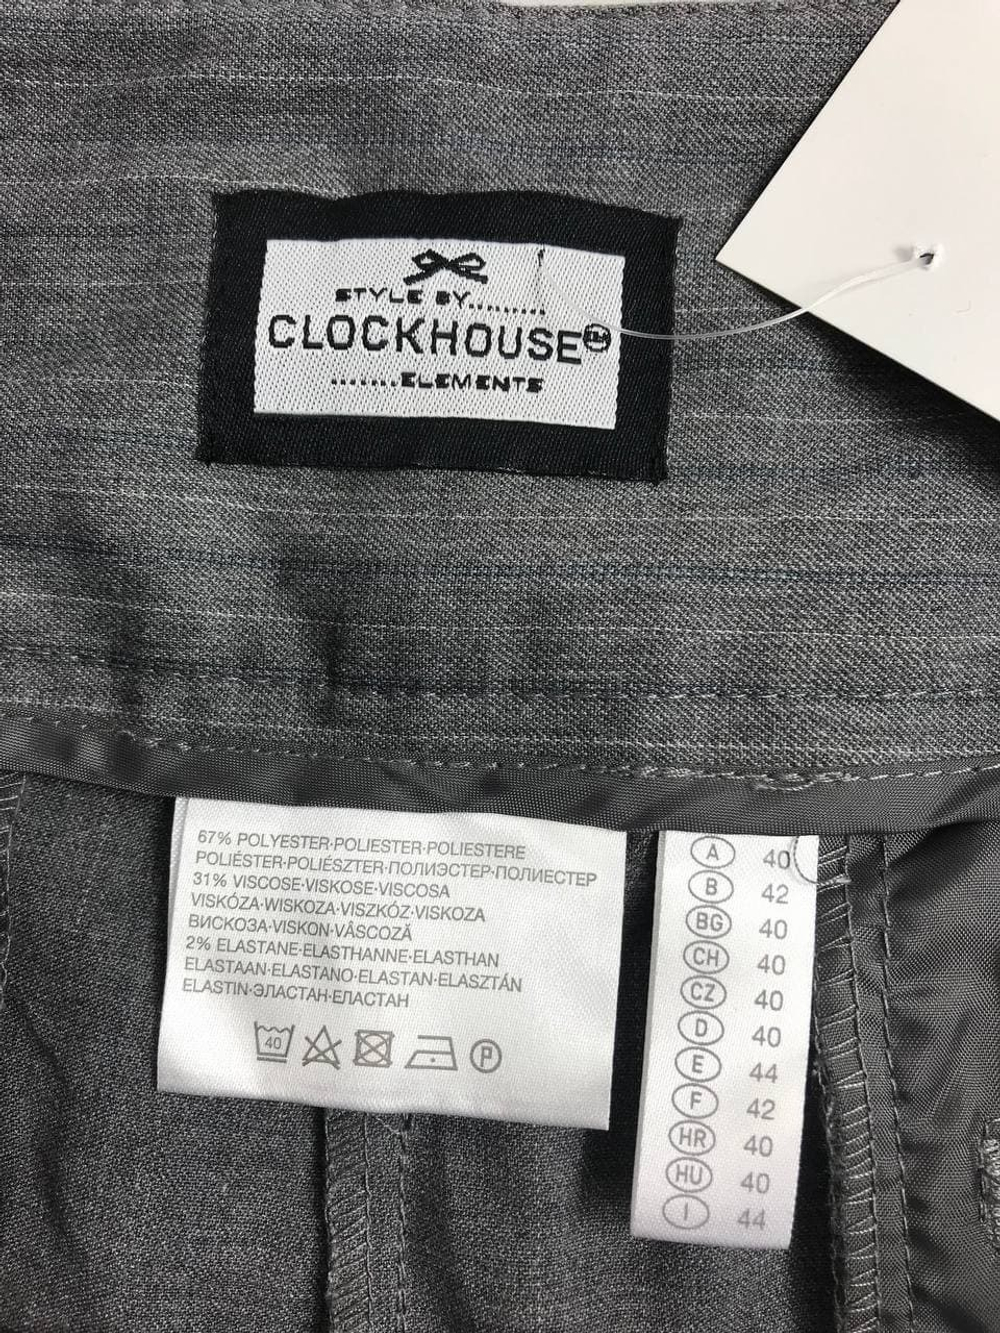 STYLE BY.........
CLOCKHOUSE
.......ELEMENTS
67% POLYESTER·POLIESTER·POLIESTERE
POLIÉSTER·POLIÉSZTER·ПОЛИЭСТЕР·ПОЛИЕСТЕР
31% VISCOSE·VISKOSE·VISCOSA
VISKÓZA·WISKOZA·VISZKÓZ·VISKOZA
ВИСКОЗА·VISKON·VÂSCOZĂ
2% ELASTANE·ELASTHANNE·ELASTHAN
ELASTAAN·ELASTANO·ELASTAN·ELASZTÁN
ELASTIN·ЭЛАСТАН·ЕЛАСТАН
40 P
A 40
B 42
BG 40
CH 40
CZ 40
D 40
E 44
F 42
HR 40
HU 40
I 44